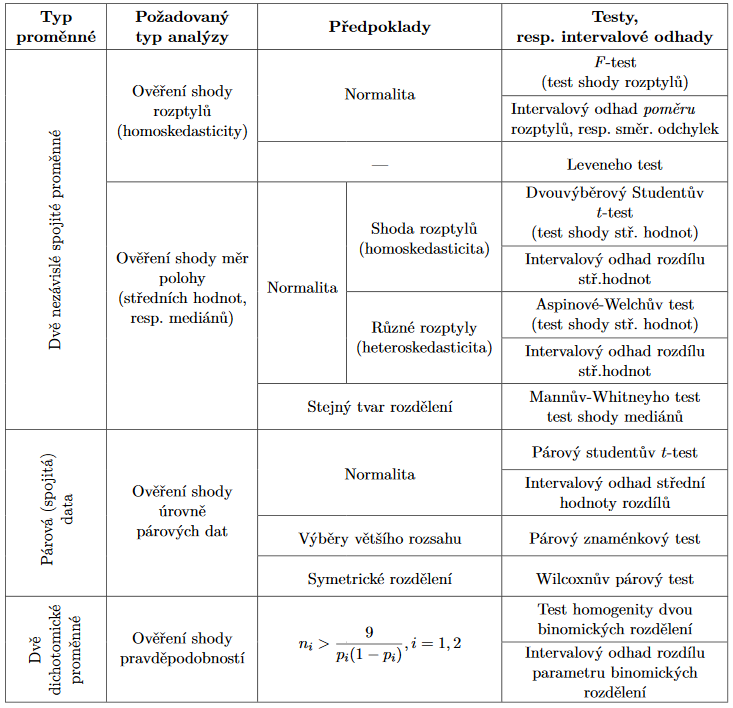 Typ
proměnné
Požadovaný
typ analýzy
Předpoklady
Testy,
resp. intervalové odhady
Dvě nezávislé spojité proměnné
Ověření shody
rozptylů
(homoskedasticity)
Normalita
F-test
(test shody rozptylů)
Intervalový odhad poměru
rozptylů, resp. směr. odchylek
—
Leveneho test
Ověření shody měr
polohy
(středních hodnot,
resp. mediánů)
Normalita
Shoda rozptylů
(homoskedasticita)
Dvouvýběrový Studentův
t-test
(test shody stř. hodnot)
Intervalový odhad rozdílu
stř.hodnot
Různé rozptyly
(heteroskedasticita)
Aspinové-Welchův test
(test shody stř. hodnot)
Intervalový odhad rozdílu
stř.hodnot
Stejný tvar rozdělení
Mannův-Whitneyho test
test shody mediánů
Párová (spojitá)
data
Ověření shody
úrovně
párových dat
Normalita
Párový studentův t-test
Intervalový odhad střední
hodnoty rozdílů
Výběry většího rozsahu
Párový znaménkový test
Symetrické rozdělení
Wilcoxnův párový test
Dvě
dichotomické
proměnné
Ověření shody
pravděpodobností
n_i > 9/(p_i(1 − p_i)), i = 1, 2
Test homogenity dvou
binomických rozdělení
Intervalový odhad rozdílu
parametru binomických
rozdělení